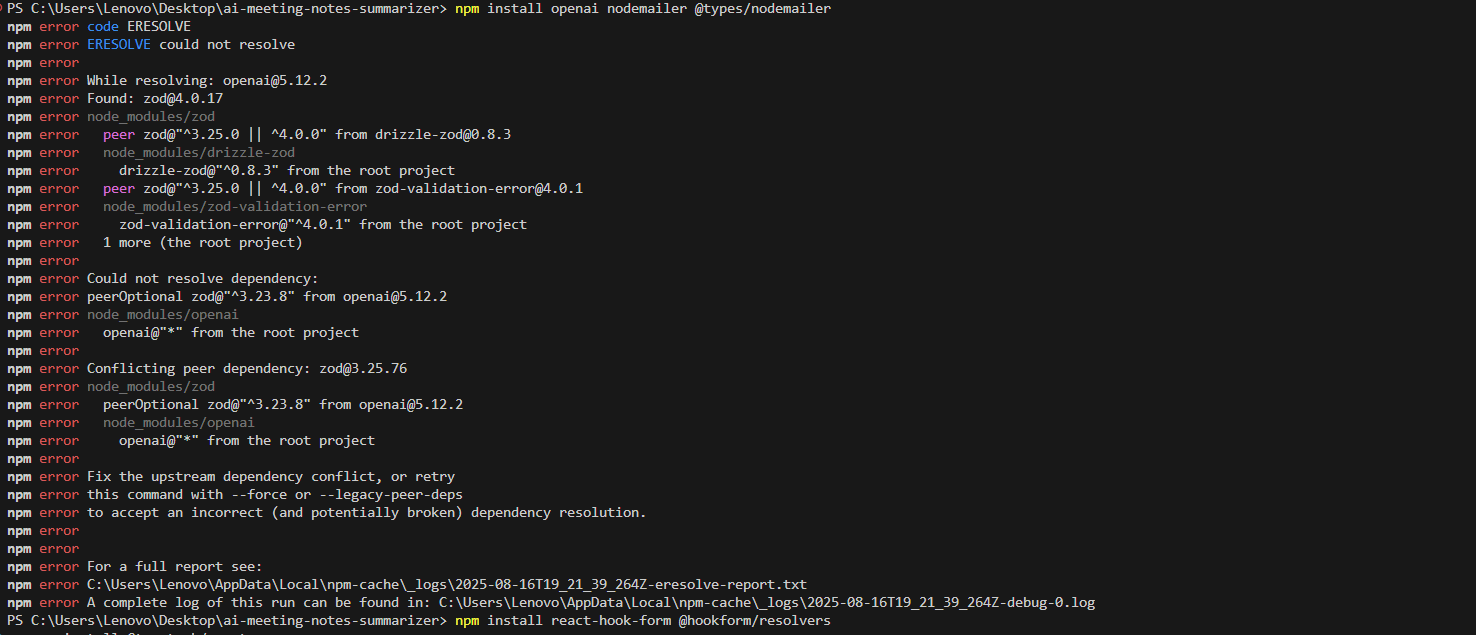 PS C:\Users\Lenovo\Desktop\ai-meeting-notes-summarizer> npm install openai nodemailer @types/nodemailer
npm error code ERESOLVE
npm error ERESOLVE could not resolve
npm error
npm error While resolving: openai@5.12.2
npm error Found: zod@4.0.17
npm error node_modules/zod
npm error   peer zod@"^3.25.0 || ^4.0.0" from drizzle-zod@0.8.3
npm error   node_modules/drizzle-zod
npm error     drizzle-zod@"^0.8.3" from the root project
npm error   peer zod@"^3.25.0 || ^4.0.0" from zod-validation-error@4.0.1
npm error   node_modules/zod-validation-error
npm error     zod-validation-error@"^4.0.1" from the root project
npm error   1 more (the root project)
npm error
npm error Could not resolve dependency:
npm error peerOptional zod@"^3.23.8" from openai@5.12.2
npm error node_modules/openai
npm error   openai@"*" from the root project
npm error
npm error Conflicting peer dependency: zod@3.25.76
npm error node_modules/zod
npm error   peerOptional zod@"^3.23.8" from openai@5.12.2
npm error   node_modules/openai
npm error     openai@"*" from the root project
npm error
npm error Fix the upstream dependency conflict, or retry
npm error this command with --force or --legacy-peer-deps
npm error to accept an incorrect (and potentially broken) dependency resolution.
npm error
npm error
npm error For a full report see:
npm error C:\Users\Lenovo\AppData\Local\npm-cache\_logs\2025-08-16T19_21_39_264Z-eresolve-report.txt
npm error A complete log of this run can be found in: C:\Users\Lenovo\AppData\Local\npm-cache\_logs\2025-08-16T19_21_39_264Z-debug-0.log
PS C:\Users\Lenovo\Desktop\ai-meeting-notes-summarizer> npm install react-hook-form @hookform/resolvers